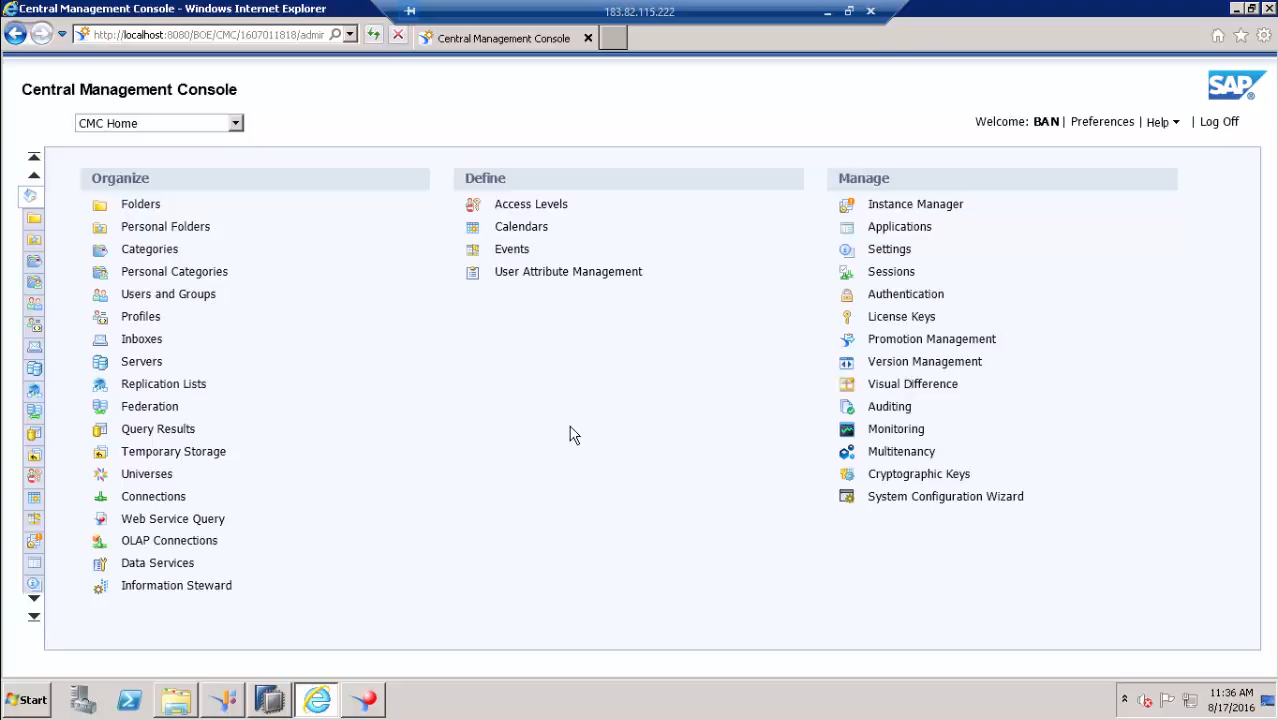 Central Management Console - Windows Internet Explorer
183.82.115.222
http://localhost:8080/BOE/CMC/1607011818/admir
Central Management Console
Central Management Console
SAP
CMC Home
Welcome: BAN | Preferences | Help | Log Off
Organize
Folders
Personal Folders
Categories
Personal Categories
Users and Groups
Profiles
Inboxes
Servers
Replication Lists
Federation
Query Results
Temporary Storage
Universes
Connections
Web Service Query
OLAP Connections
Data Services
Information Steward
Define
Access Levels
Calendars
Events
User Attribute Management
Manage
Instance Manager
Applications
Settings
Sessions
Authentication
License Keys
Promotion Management
Version Management
Visual Difference
Auditing
Monitoring
Multitenancy
Cryptographic Keys
System Configuration Wizard
Start
11:36 AM
8/17/2016